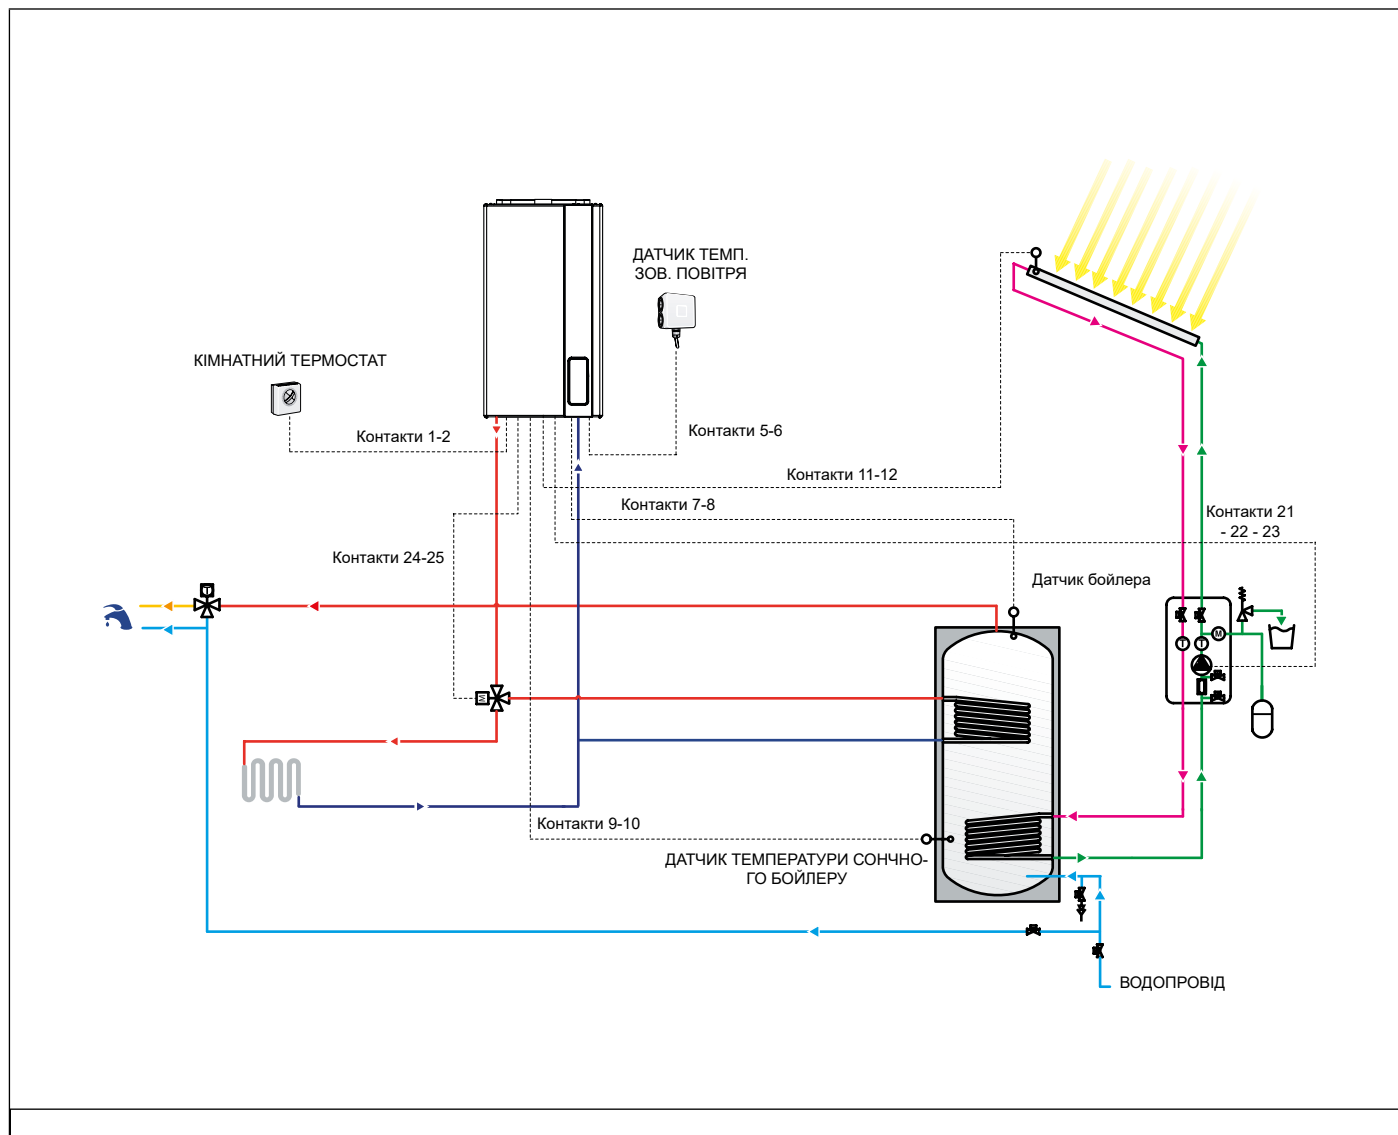 ДАТЧИК ТЕМП.
ЗОВ. ПОВІТРЯ
КІМНАТНИЙ ТЕРМОСТАТ
Контакти 1-2
Контакти 5-6
Контакти 11-12
Контакти 7-8
Контакти 21
- 22 - 23
Контакти 24-25
Датчик бойлера
T
M
T
T
M
Контакти 9-10
ДАТЧИК ТЕМПЕРАТУРИ СОНЧНО-
ГО БОЙЛЕРУ
ВОДОПРОВІД